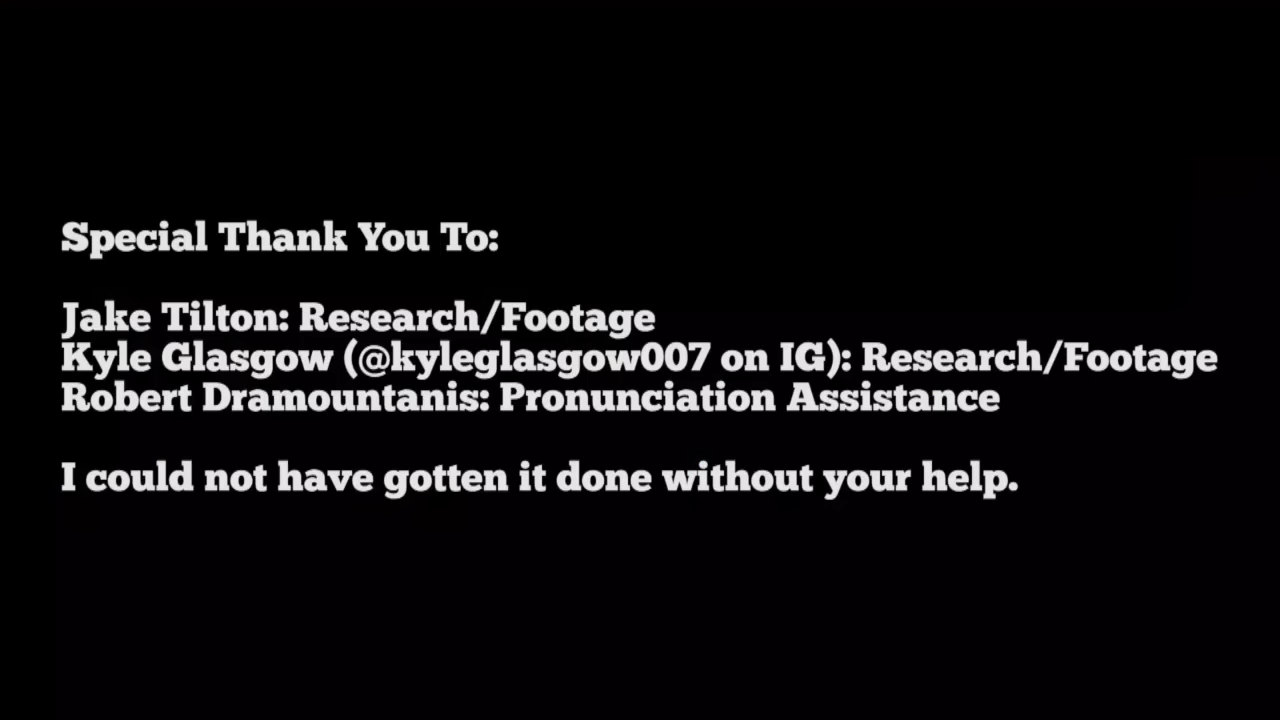 Special Thank You To:
Jake Tilton: Research/Footage
Kyle Glasgow (@kyleglasgow007 on IG): Research/Footage
Robert Dramountanis: Pronunciation Assistance
I could not have gotten it done without your help.